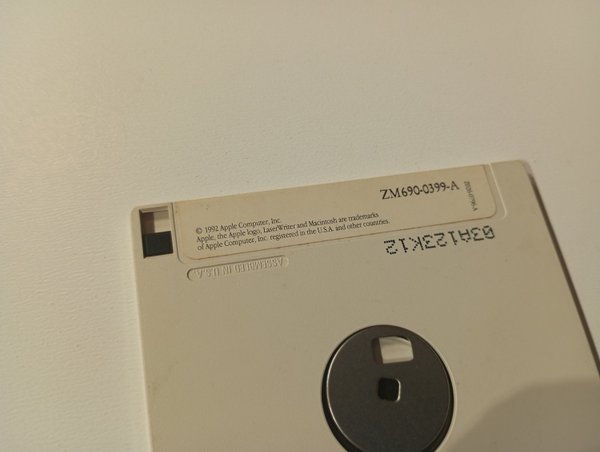 ZM690-0399-A
© 1992 Apple Computer, Inc.
Apple, the Apple logo, LaserWriter and Macintosh are trademarks
of Apple Computer, Inc. registered in the U.S.A. and other countries.
03A123K12
ASSEMBLED IN U.S.A.